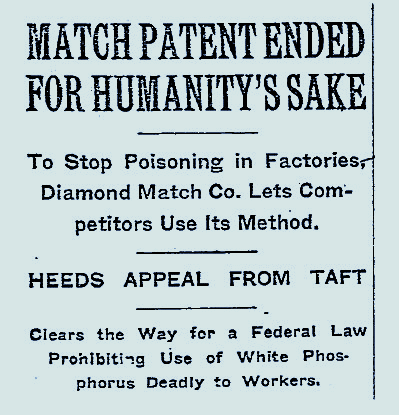 MATCH PATENT ENDED
FOR HUMANITY'S SAKE
To Stop Poisoning in Factories,
Diamond Match Co. Lets Com-
petitors Use Its Method.
HEEDS APPEAL FROM TAFT
Clears the Way for a Federal Law
Prohibiting Use of White Phos-
phorus Deadly to Workers.